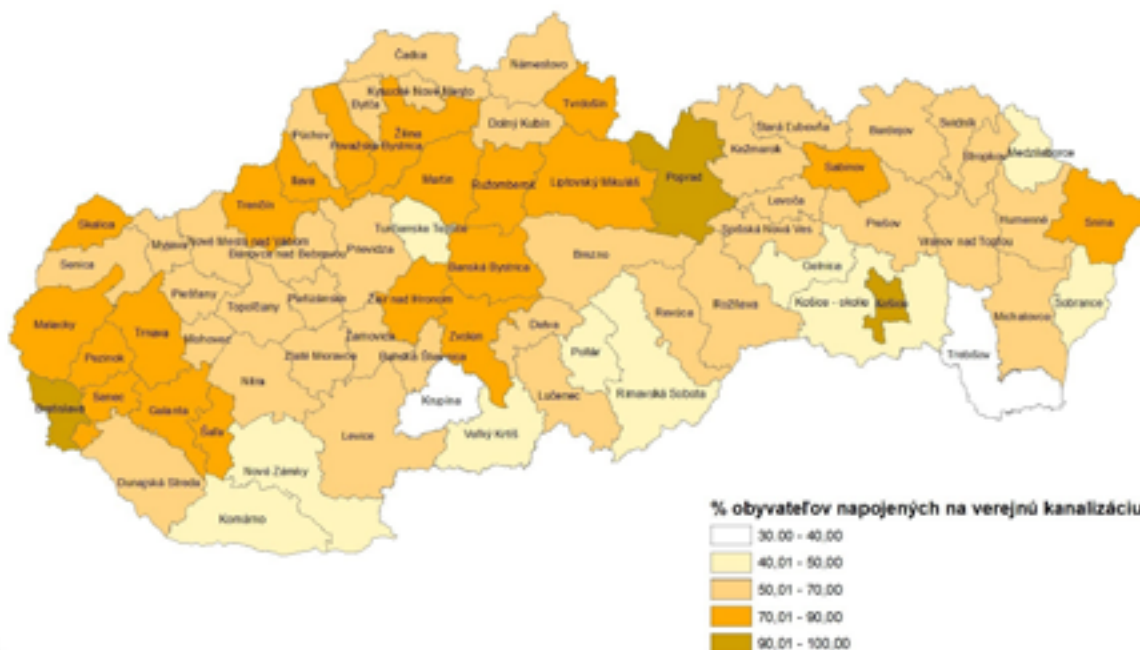 Čadca
Námestovo
Kysucké Nové Mesto
Bytča
Tvrdošín
Dolný Kubín
Púchov
Žilina
Považská
Bystrica
Stará Ľubovňa
Bardejov
Svidník
Stropkov
Medzilaborce
Kežmarok
Ilava
Martin
Ružomberok
Liptovský Mikuláš
Poprad
Sabinov
Levoča
Trenčín
Prešov
Humenné
Snina
Skalica
Turčianske Teplice
Spišská Nová Ves
Vranov nad Topľou
Myjava
Nové Mesto nad Váhom
Bánovce nad Bebravou
Prievidza
Senica
Banská Bystrica
Brezno
Gelnica
Piešťany
Topoľčany
Partizánske
Žiar nad Hronom
Revúca
Rožňava
Košice - okolie
Košice
Sobrance
Malacky
Trnava
Hlohovec
Žarnovica
Zvolen
Detva
Michalovce
Pezinok
Zlaté Moravce
Banská Štiavnica
Poltár
Trebišov
Nitra
Bratislava
Senec
Galanta
Krupina
Rimavská Sobota
Lučenec
Šaľa
Levice
Veľký Krtíš
Nové Zámky
Dunajská Streda
Komárno
% obyvateľov napojených na verejnú kanalizáciu
30.00 - 40,00
40,01 - 50,00
50,01 - 70,00
70,01 - 90,00
90,01 - 100,00